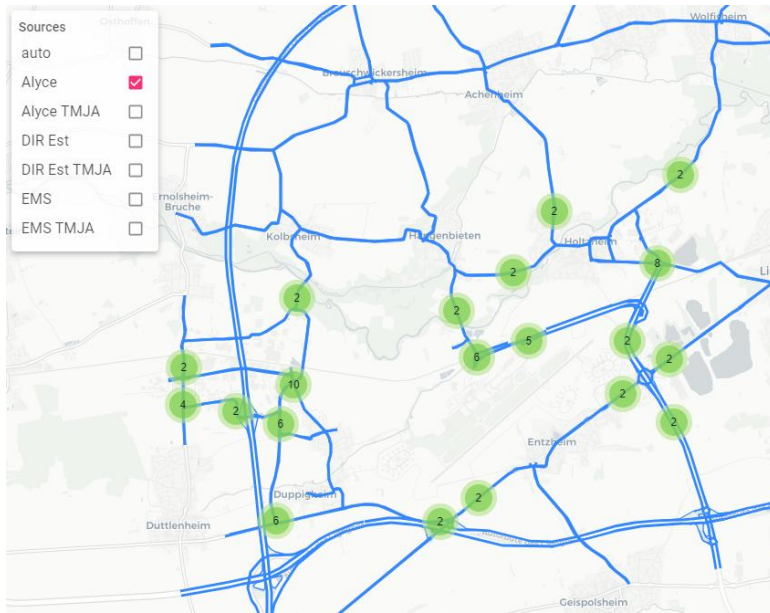 Sources
auto
Alyce
Alyce TMJA
DIR Est
DIR Est TMJA
EMS
EMS TMJA
Osthoffen
Wolfisheim
Breuschwickersheim
Achenheim
2
Ernolsheim-
Bruche
2
Kolbsheim
Hangenbieten
Holtzheim
8
2
2
Li
2
5
2
6
2
2
10
4
2
2
6
2
Entzheim
Duppigheim
2
6
2
Duttlenheim
Geispolsheim